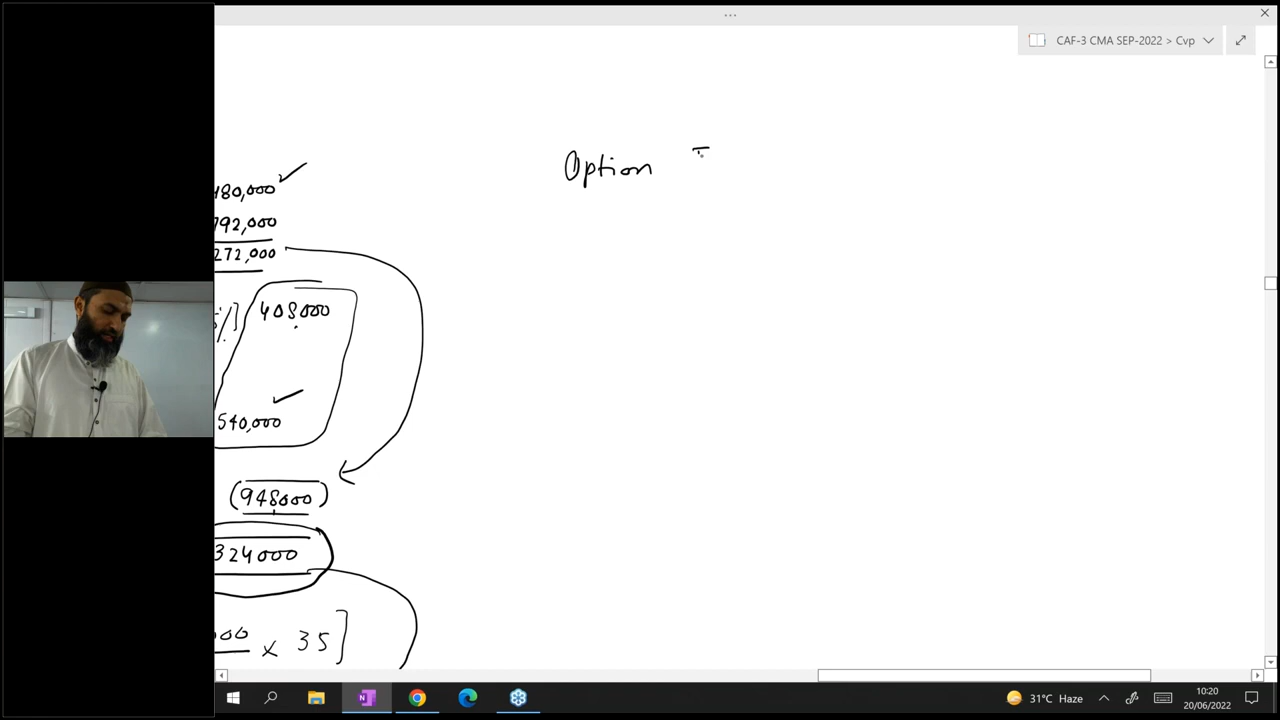 CAF-3 CMA SEP-2022 > Cvp
Option
480,000
792,000
272,000
408000
540,000
(948000)
324000
000 x 35]
31°C Haze
10:20
20/06/2022